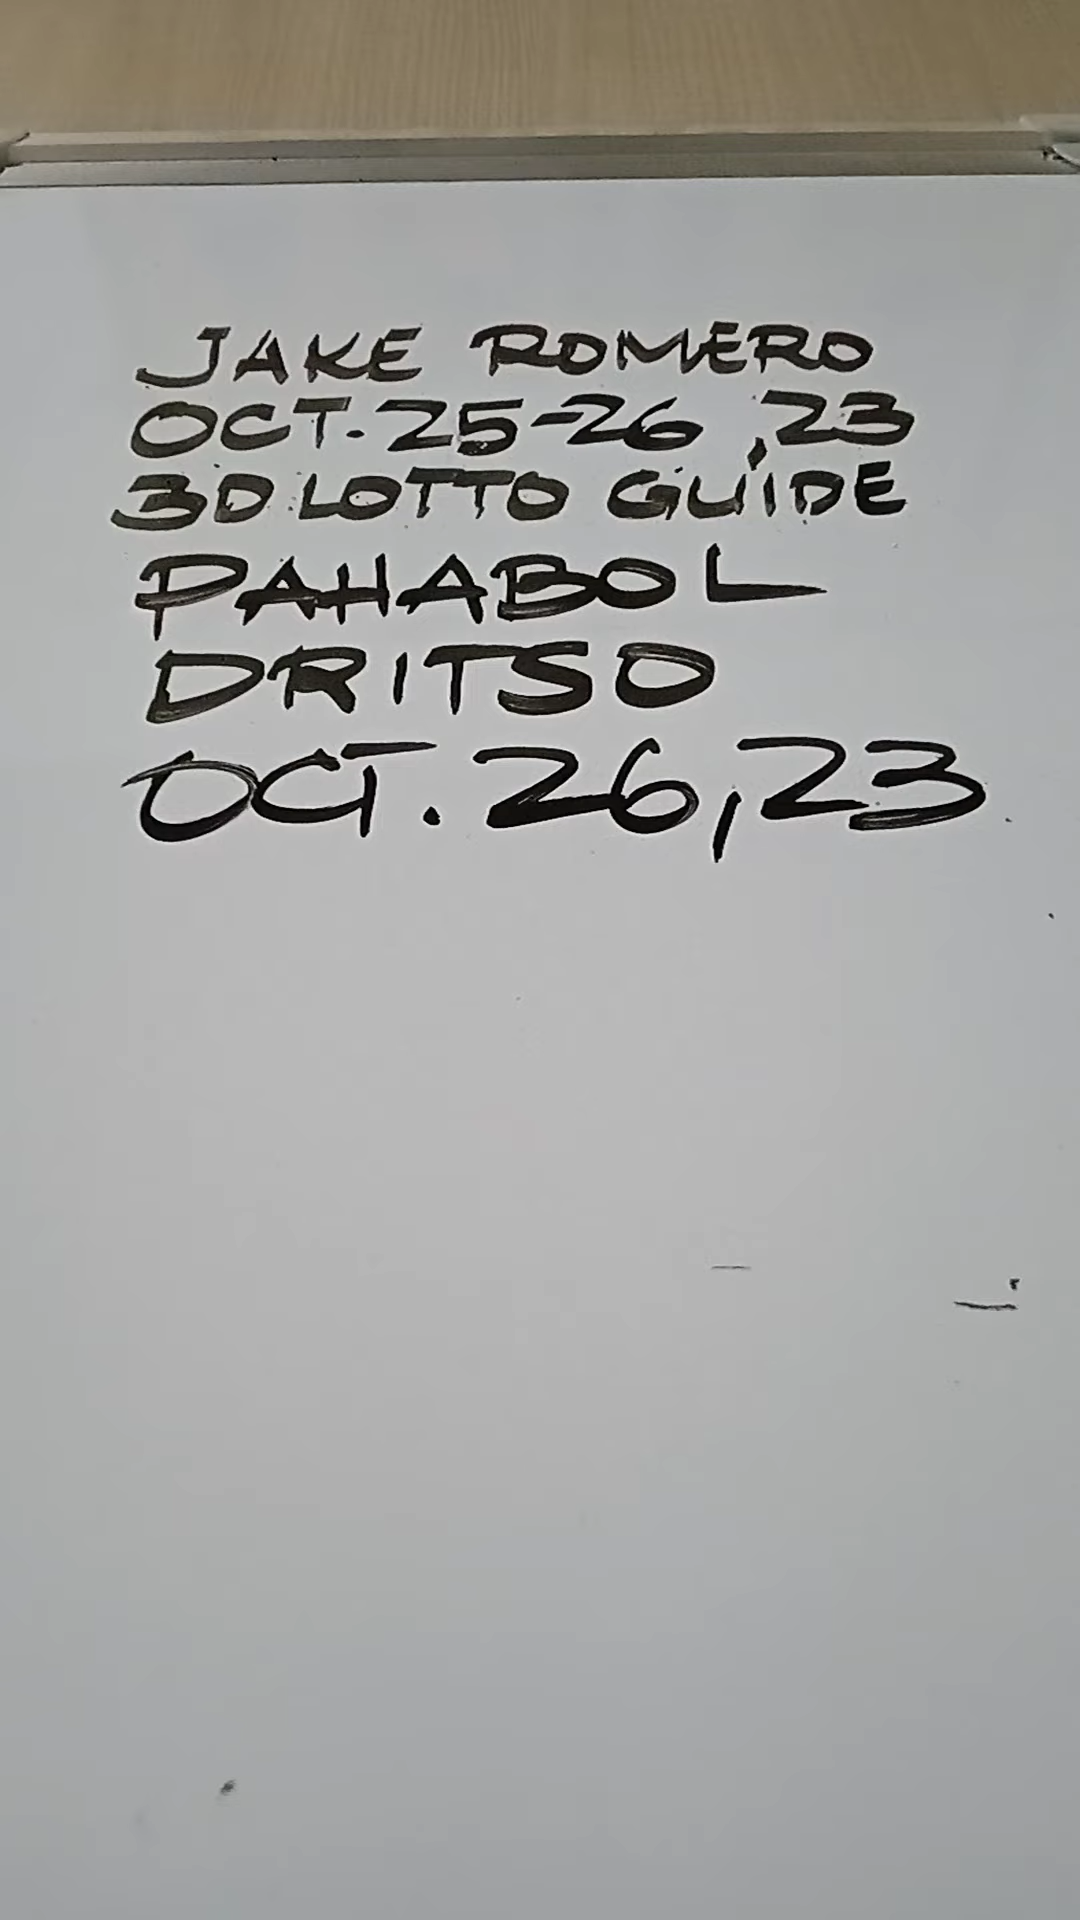 JAKE ROMERO
OCT. 25-26, 23
3D LOTTO GUIDE
PAHABOL
DRITSO
OCT. 26, 23